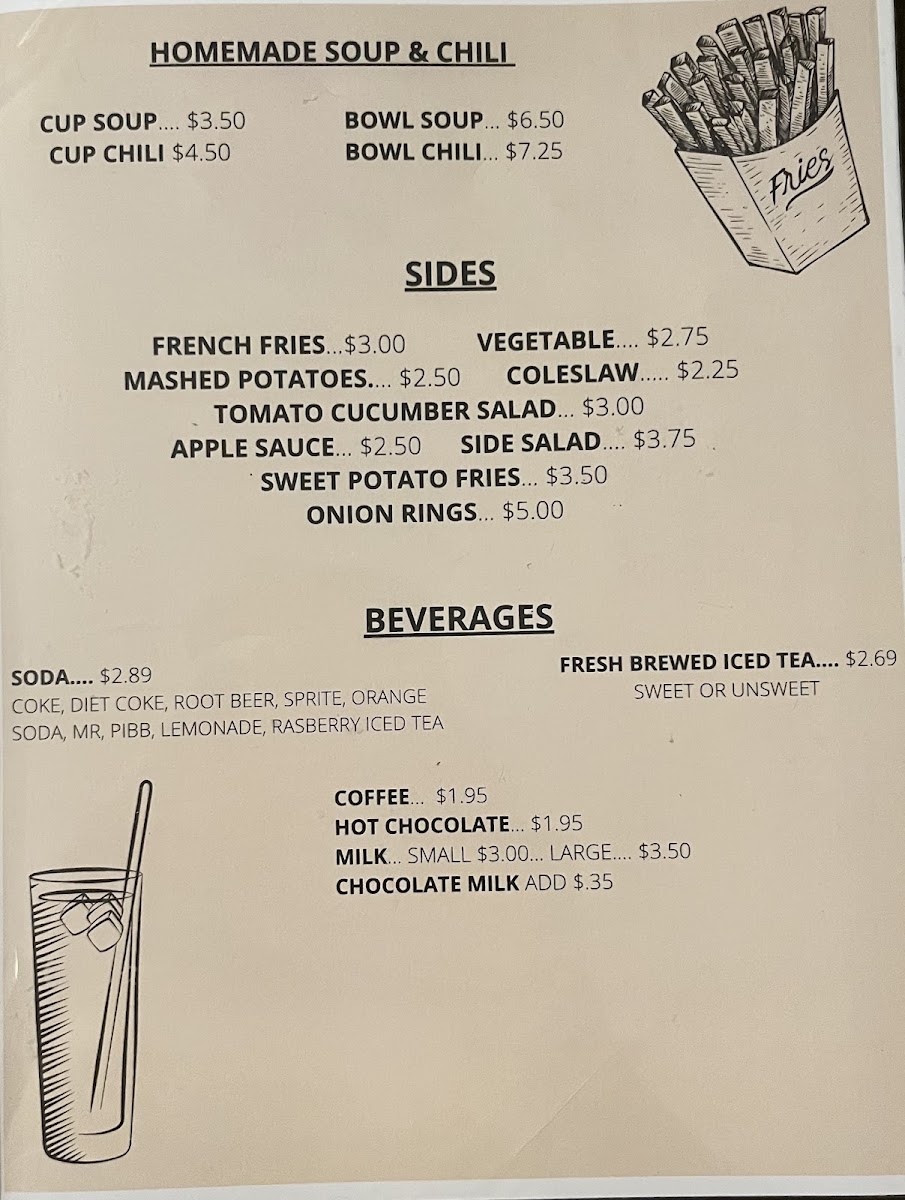 HOMEMADE SOUP & CHILI
CUP SOUP.... $3.50 BOWL SOUP... $6.50
CUP CHILI $4.50 BOWL CHILI... $7.25
Fries
SIDES
FRENCH FRIES...$3.00 VEGETABLE.... $2.75
MASHED POTATOES.... $2.50 COLESLAW..... $2.25
TOMATO CUCUMBER SALAD... $3.00
APPLE SAUCE... $2.50 SIDE SALAD.... $3.75
SWEET POTATO FRIES... $3.50
ONION RINGS... $5.00
BEVERAGES
SODA.... $2.89
COKE, DIET COKE, ROOT BEER, SPRITE, ORANGE
SODA, MR, PIBB, LEMONADE, RASBERRY ICED TEA
FRESH BREWED ICED TEA.... $2.69
SWEET OR UNSWEET
COFFEE... $1.95
HOT CHOCOLATE... $1.95
MILK... SMALL $3.00... LARGE.... $3.50
CHOCOLATE MILK ADD $.35